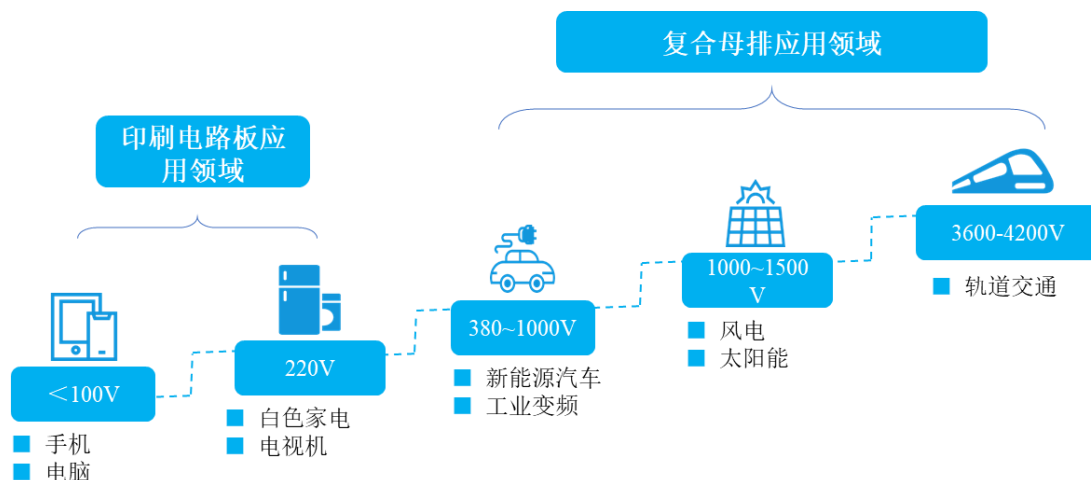 复合母排应用领域
印刷电路板应
用领域
3600-4200V
轨道交通
1000~1500
V
风电
太阳能
380~1000V
新能源汽车
工业变频
220V
白色家电
电视机
＜100V
手机
电脑